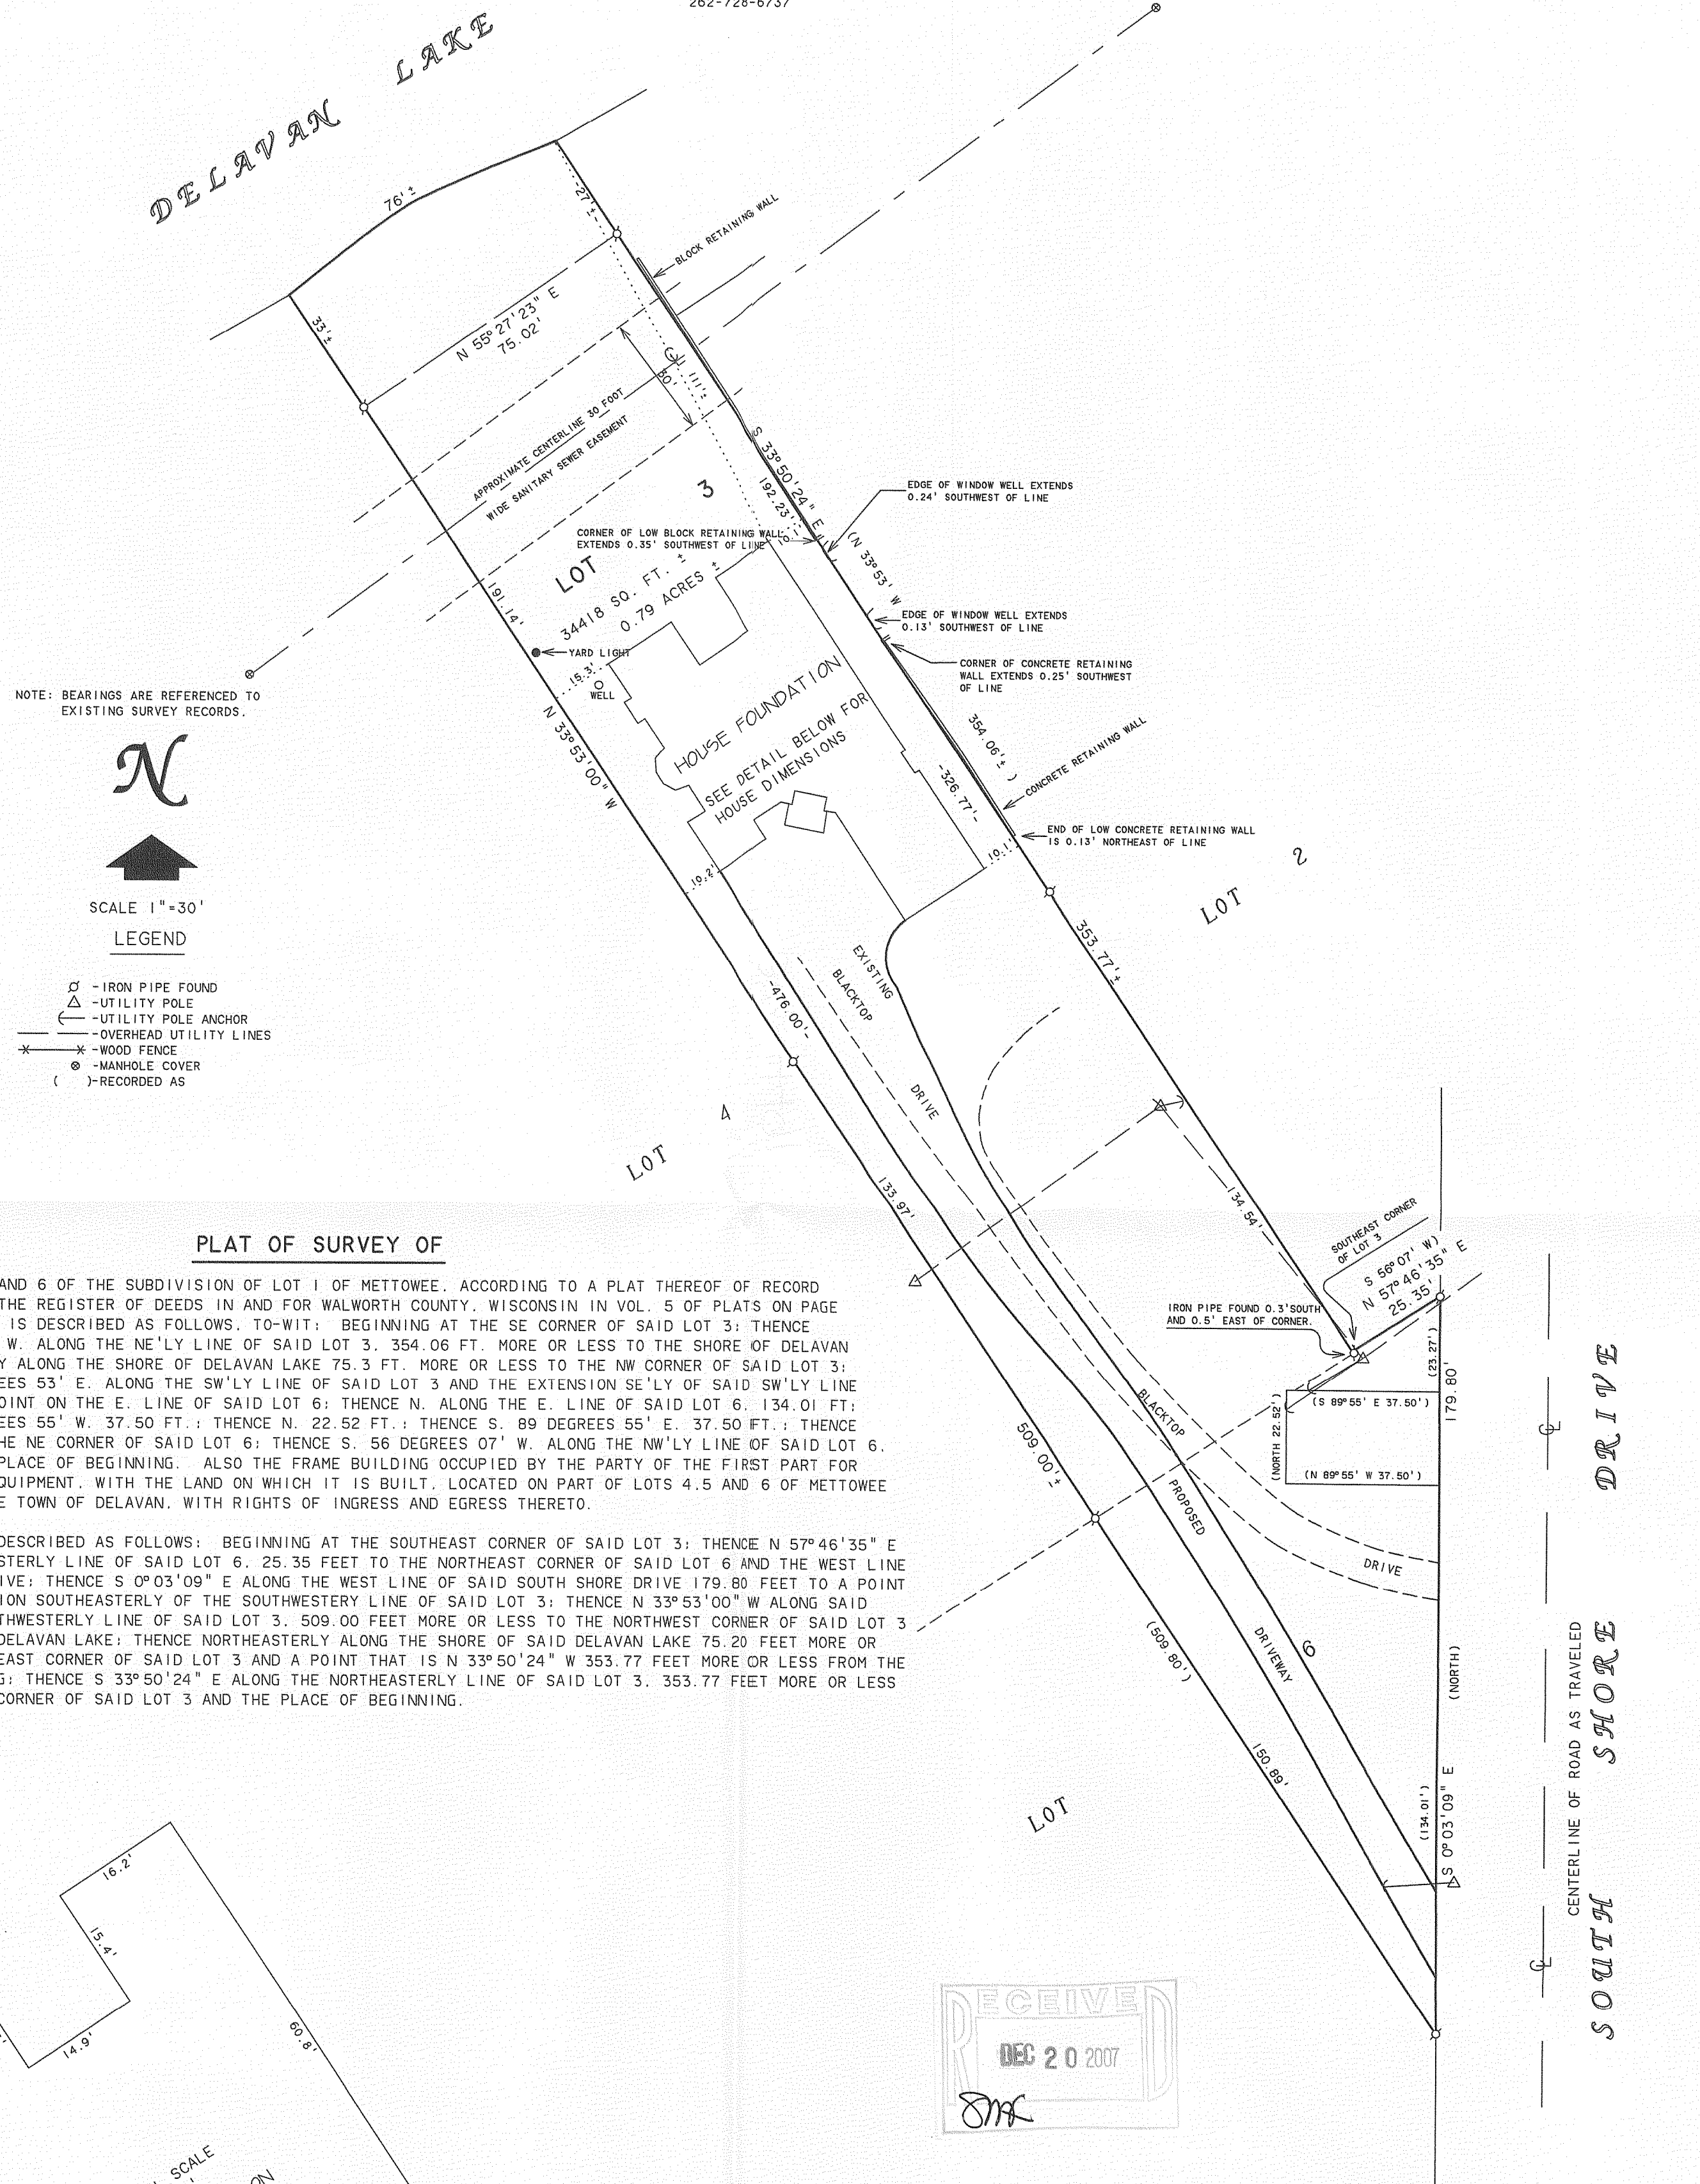 262-728-6737
DELAVAN LAKE
76'±
27'±
BLOCK RETAINING WALL
33'±
N 55°27'23" E
75.02'
30'
111'±
APPROXIMATE CENTERLINE 30 FOOT
WIDE SANITARY SEWER EASEMENT
3
LOT
S 33°50'24" E
192.23'
EDGE OF WINDOW WELL EXTENDS
0.24' SOUTHWEST OF LINE
CORNER OF LOW BLOCK RETAINING WALL
EXTENDS 0.35' SOUTHWEST OF LINE
(N 33°53' W
354.06'± )
34418 SQ. FT. ±
0.79 ACRES ±
191.14'
EDGE OF WINDOW WELL EXTENDS
0.13' SOUTHWEST OF LINE
YARD LIGHT
15.3'
WELL
CORNER OF CONCRETE RETAINING
WALL EXTENDS 0.25' SOUTHWEST
OF LINE
NOTE: BEARINGS ARE REFERENCED TO
EXISTING SURVEY RECORDS.
N
SCALE 1"=30'
LEGEND
-IRON PIPE FOUND
-UTILITY POLE
-UTILITY POLE ANCHOR
-OVERHEAD UTILITY LINES
-WOOD FENCE
-MANHOLE COVER
( )-RECORDED AS
N 33°53'00" W
HOUSE FOUNDATION
SEE DETAIL BELOW FOR
HOUSE DIMENSIONS
CONCRETE RETAINING WALL
-326.77'-
END OF LOW CONCRETE RETAINING WALL
IS 0.13' NORTHEAST OF LINE
10.1'
10.2'
LOT 2
353.77'±
EXISTING
BLACKTOP
DRIVE
-476.00'-
LOT 4
133.97'
134.54'
SOUTHEAST CORNER
OF LOT 3
S 56°07' W)
N 57°46'35" E
25.35'
IRON PIPE FOUND 0.3'SOUTH
AND 0.5' EAST OF CORNER.
(23.27')
179.80'
(S 89°55' E 37.50')
(NORTH 22.52')
(N 89°55' W 37.50')
BLACKTOP
PROPOSED
DRIVE
DRIVEWAY
6
509.00'±
(509.80')
150.89'
LOT
(NORTH)
(134.01')
S 0°03'09" E
CENTERLINE OF ROAD AS TRAVELED
SOUTH SHORE DRIVE
PLAT OF SURVEY OF
AND 6 OF THE SUBDIVISION OF LOT 1 OF METTOWEE, ACCORDING TO A PLAT THEREOF OF RECORD
THE REGISTER OF DEEDS IN AND FOR WALWORTH COUNTY, WISCONSIN IN VOL. 5 OF PLATS ON PAGE
IS DESCRIBED AS FOLLOWS, TO-WIT: BEGINNING AT THE SE CORNER OF SAID LOT 3; THENCE
W. ALONG THE NE'LY LINE OF SAID LOT 3, 354.06 FT. MORE OR LESS TO THE SHORE OF DELAVAN
Y ALONG THE SHORE OF DELAVAN LAKE 75.3 FT. MORE OR LESS TO THE NW CORNER OF SAID LOT 3;
EES 53' E. ALONG THE SW'LY LINE OF SAID LOT 3 AND THE EXTENSION SE'LY OF SAID SW'LY LINE
OINT ON THE E. LINE OF SAID LOT 6; THENCE N. ALONG THE E. LINE OF SAID LOT 6, 134.01 FT;
EES 55' W. 37.50 FT.; THENCE N. 22.52 FT.; THENCE S. 89 DEGREES 55' E. 37.50 FT.; THENCE
HE NE CORNER OF SAID LOT 6; THENCE S. 56 DEGREES 07' W. ALONG THE NW'LY LINE OF SAID LOT 6,
PLACE OF BEGINNING. ALSO THE FRAME BUILDING OCCUPIED BY THE PARTY OF THE FIRST PART FOR
QUIPMENT, WITH THE LAND ON WHICH IT IS BUILT, LOCATED ON PART OF LOTS 4,5 AND 6 OF METTOWEE
E TOWN OF DELAVAN, WITH RIGHTS OF INGRESS AND EGRESS THERETO.
DESCRIBED AS FOLLOWS: BEGINNING AT THE SOUTHEAST CORNER OF SAID LOT 3; THENCE N 57°46'35" E
STERLY LINE OF SAID LOT 6, 25.35 FEET TO THE NORTHEAST CORNER OF SAID LOT 6 AND THE WEST LINE
IVE; THENCE S 0°03'09" E ALONG THE WEST LINE OF SAID SOUTH SHORE DRIVE 179.80 FEET TO A POINT
ION SOUTHEASTERLY OF THE SOUTHWESTERY LINE OF SAID LOT 3; THENCE N 33°53'00" W ALONG SAID
THWESTERLY LINE OF SAID LOT 3, 509.00 FEET MORE OR LESS TO THE NORTHWEST CORNER OF SAID LOT 3
DELAVAN LAKE; THENCE NORTHEASTERLY ALONG THE SHORE OF SAID DELAVAN LAKE 75.20 FEET MORE OR
EAST CORNER OF SAID LOT 3 AND A POINT THAT IS N 33°50'24" W 353.77 FEET MORE OR LESS FROM THE
G; THENCE S 33°50'24" E ALONG THE NORTHEASTERLY LINE OF SAID LOT 3, 353.77 FEET MORE OR LESS
CORNER OF SAID LOT 3 AND THE PLACE OF BEGINNING.
16.2'
15.4'
14.9'
60.8'
SCALE
ON
RECEIVED
DEC 20 2007